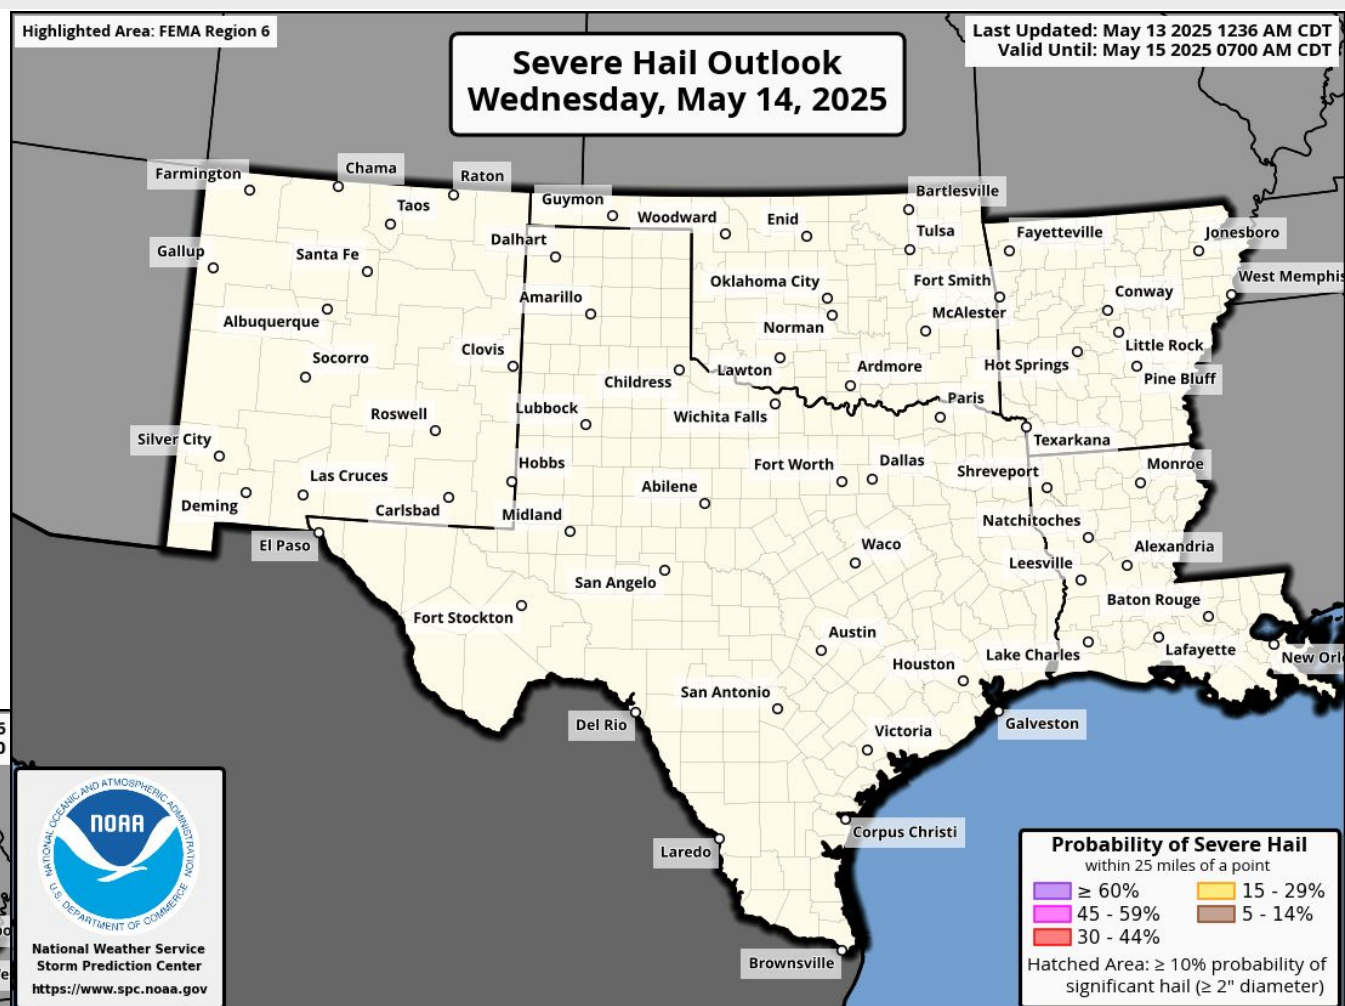 Highlighted Area: FEMA Region 6
Severe Hail Outlook
Wednesday, May 14, 2025
Last Updated: May 13 2025 1236 AM CDT
Valid Until: May 15 2025 0700 AM CDT
Farmington
Chama
Raton
Taos
Guymon
Woodward
Enid
Bartlesville
Tulsa
Fayetteville
Jonesboro
Gallup
Santa Fe
Dalhart
Oklahoma City
Fort Smith
West Memphis
Albuquerque
Amarillo
Norman
McAlester
Conway
Little Rock
Socorro
Clovis
Childress
Lawton
Ardmore
Hot Springs
Pine Bluff
Roswell
Lubbock
Wichita Falls
Paris
Silver City
Texarkana
Las Cruces
Hobbs
Abilene
Fort Worth
Dallas
Shreveport
Monroe
Deming
Carlsbad
Midland
Natchitoches
El Paso
Waco
Alexandria
San Angelo
Leesville
Fort Stockton
Baton Rouge
Austin
Houston
Lake Charles
Lafayette
New Orl
San Antonio
Del Rio
Victoria
Galveston
Laredo
Corpus Christi
Brownsville
NATIONAL OCEANIC AND ATMOSPHERIC ADMINISTRATION
NOAA
U.S. DEPARTMENT OF COMMERCE
National Weather Service
Storm Prediction Center
https://www.spc.noaa.gov
Probability of Severe Hail
within 25 miles of a point
≥ 60%
15 - 29%
45 - 59%
5 - 14%
30 - 44%
Hatched Area: ≥ 10% probability of
significant hail (≥ 2" diameter)